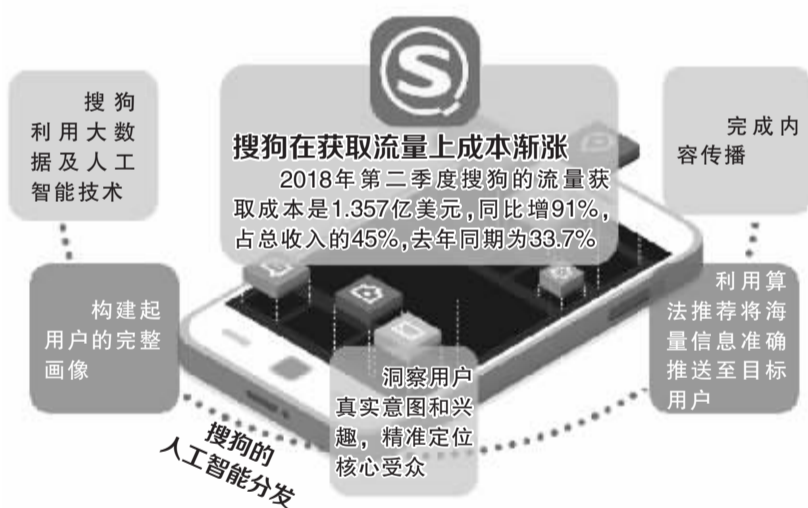 搜狗在获取流量上成本渐涨
2018年第二季度搜狗的流量获
取成本是1.357亿美元,同比增91%,
占总收入的45%,去年同期为33.7%
搜狗
利用大数
据及人工
智能技术
构建起
用户的完整
画像
洞察用户
真实意图和兴
趣，精准定位
核心受众
利用算
法推荐将海
量信息准确
推送至目标
用户
完成内
容传播
搜狗的
人工智能分发